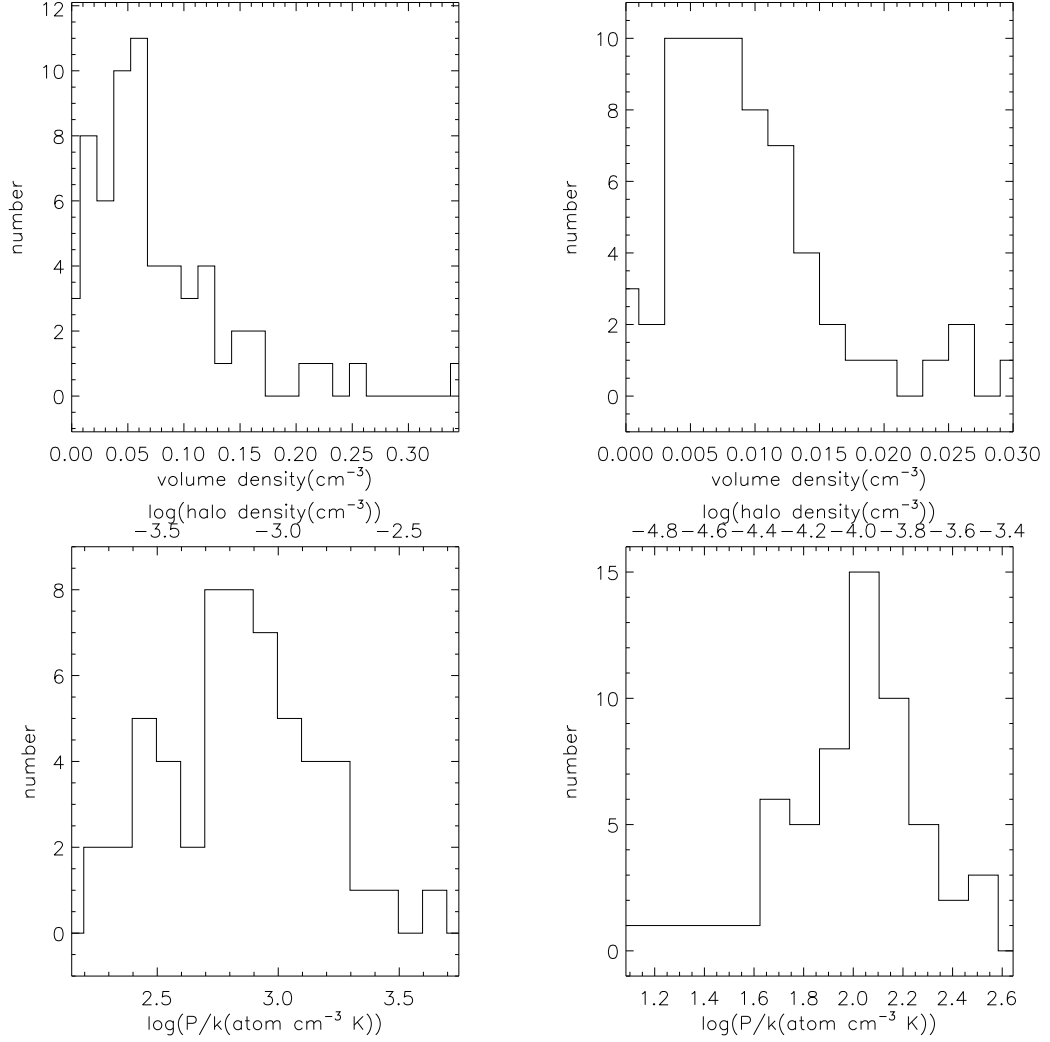 12
10
8
6
4
2
0
number
0.00 0.05 0.10 0.15 0.20 0.25 0.30
volume density(cm⁻³)
10
8
6
4
2
0
number
0.000 0.005 0.010 0.015 0.020 0.025 0.030
volume density(cm⁻³)
log(halo density(cm⁻³))
−3.5 −3.0 −2.5
8
6
4
2
0
number
2.5 3.0 3.5
log(P/k(atom cm⁻³ K))
log(halo density(cm⁻³))
−4.8 −4.6 −4.4 −4.2 −4.0 −3.8 −3.6 −3.4
15
10
5
0
number
1.2 1.4 1.6 1.8 2.0 2.2 2.4 2.6
log(P/k(atom cm⁻³ K))